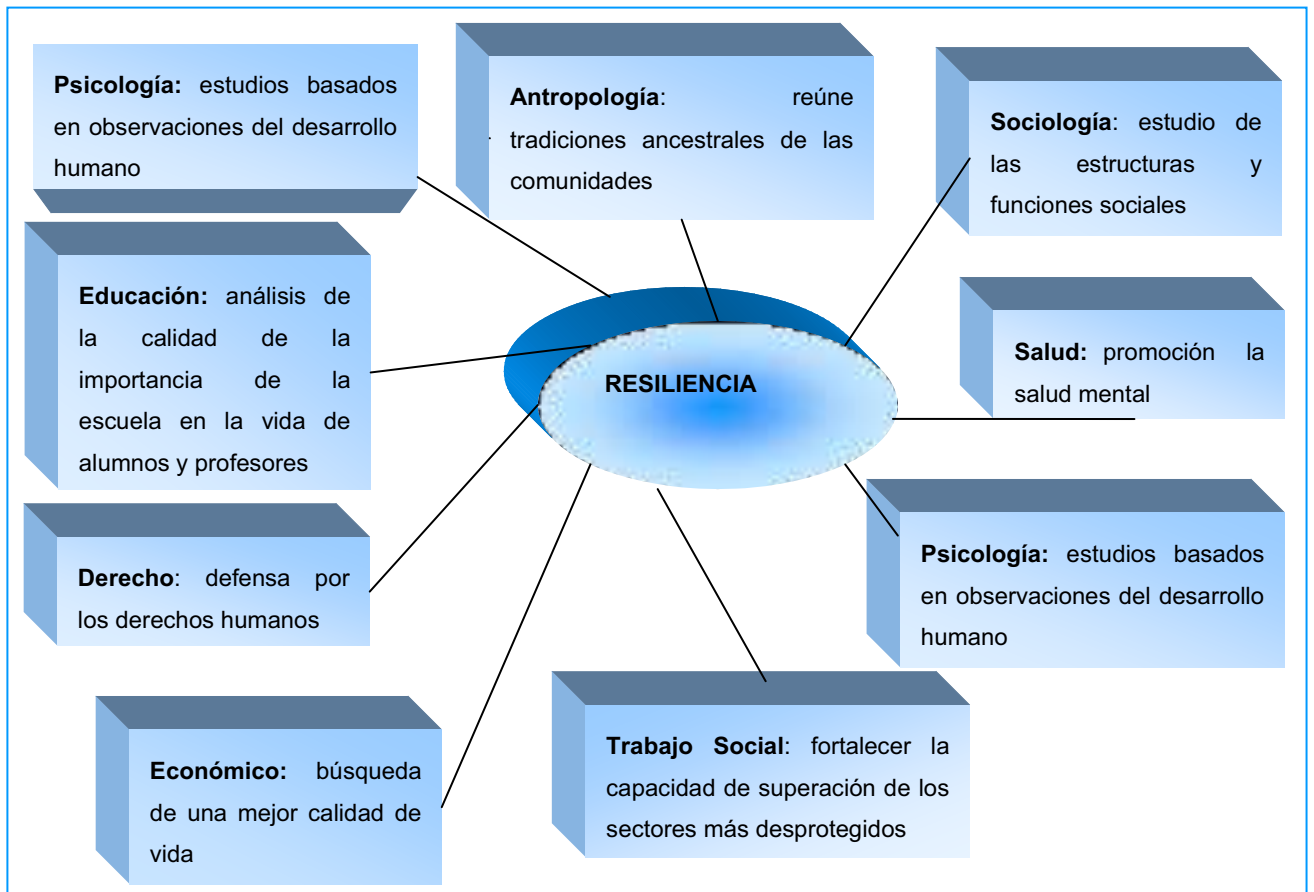 Psicología: estudios basados
en observaciones del desarrollo
humano
Antropología: reúne
tradiciones ancestrales de las
comunidades
Sociología: estudio de
las estructuras y
funciones sociales
Educación: análisis de
la calidad de la
importancia de la
escuela en la vida de
alumnos y profesores
RESILIENCIA
Salud: promoción la
salud mental
Derecho: defensa por
los derechos humanos
Psicología: estudios basados
en observaciones del desarrollo
humano
Económico: búsqueda
de una mejor calidad de
vida
Trabajo Social: fortalecer la
capacidad de superación de los
sectores más desprotegidos